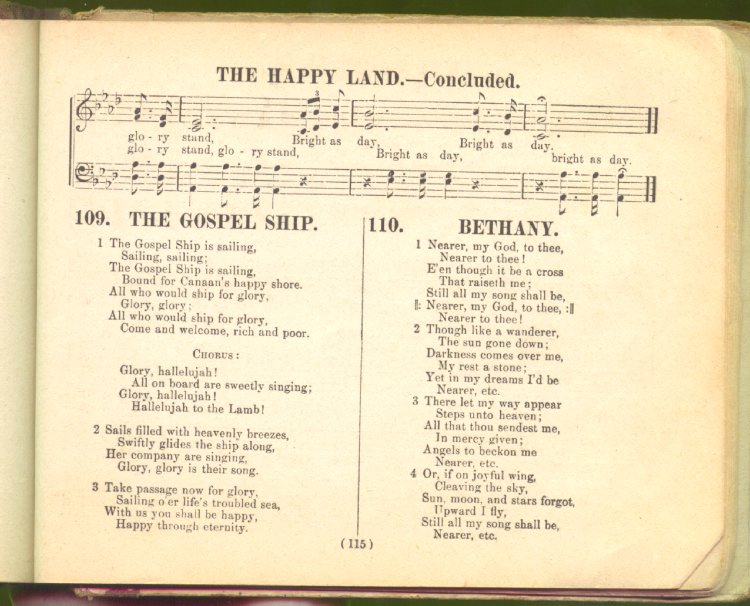 THE HAPPY LAND.—Concluded.
3
glo - ry stand, Bright as day, Bright as day.
glo - ry stand, glo - ry stand, Bright as day, bright as day.
109. THE GOSPEL SHIP.
1 The Gospel Ship is sailing,
Sailing, sailing;
The Gospel Ship is sailing,
Bound for Canaan's happy shore.
All who would ship for glory,
Glory, glory;
All who would ship for glory,
Come and welcome, rich and poor.
CHORUS:
Glory, hallelujah!
All on board are sweetly singing;
Glory, hallelujah!
Hallelujah to the Lamb!
2 Sails filled with heavenly breezes,
Swiftly glides the ship along,
Her company are singing,
Glory, glory is their song.
3 Take passage now for glory,
Sailing o'er life's troubled sea,
With us you shall be happy,
Happy through eternity.
110. BETHANY.
1 Nearer, my God, to thee,
Nearer to thee!
E'en though it be a cross
That raiseth me;
Still all my song shall be,
‖: Nearer, my God, to thee, :‖
Nearer to thee!
2 Though like a wanderer,
The sun gone down;
Darkness comes over me,
My rest a stone;
Yet in my dreams I'd be
Nearer, etc.
3 There let my way appear
Steps unto heaven;
All that thou sendest me,
In mercy given;
Angels to beckon me
Nearer, etc.
4 Or, if on joyful wing,
Cleaving the sky,
Sun, moon, and stars forgot,
Upward I fly,
Still all my song shall be,
Nearer, etc.
(115)